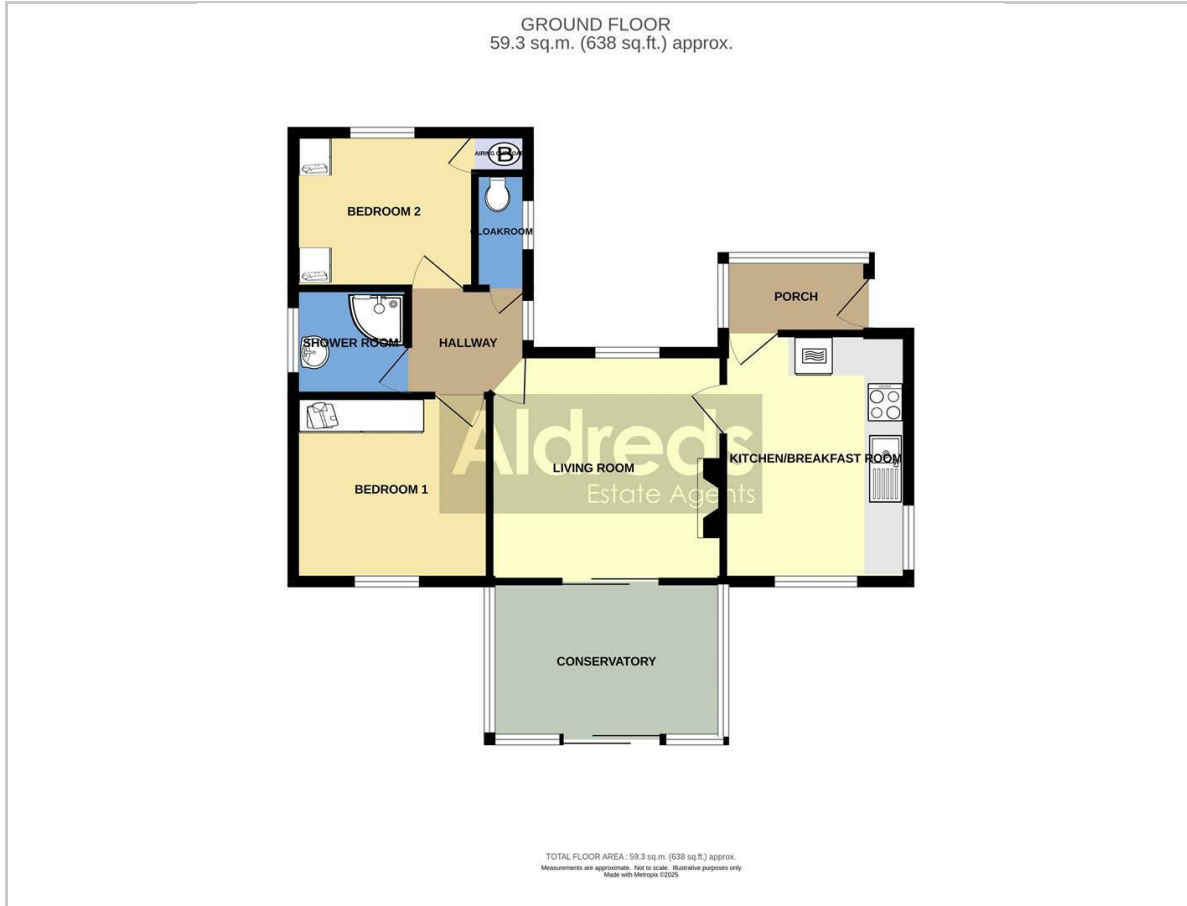 GROUND FLOOR
59.3 sq.m. (638 sq.ft.) approx.
B
BEDROOM 2
CLOAKROOM
PORCH
SHOWER ROOM
HALLWAY
Aldreds
Estate Agents
KITCHEN/BREAKFAST ROOM
LIVING ROOM
BEDROOM 1
CONSERVATORY
TOTAL FLOOR AREA : 59.3 sq.m. (638 sq.ft.) approx.
Measurements are approximate. Not to scale. Illustrative purposes only
Made with Metropix ©2025